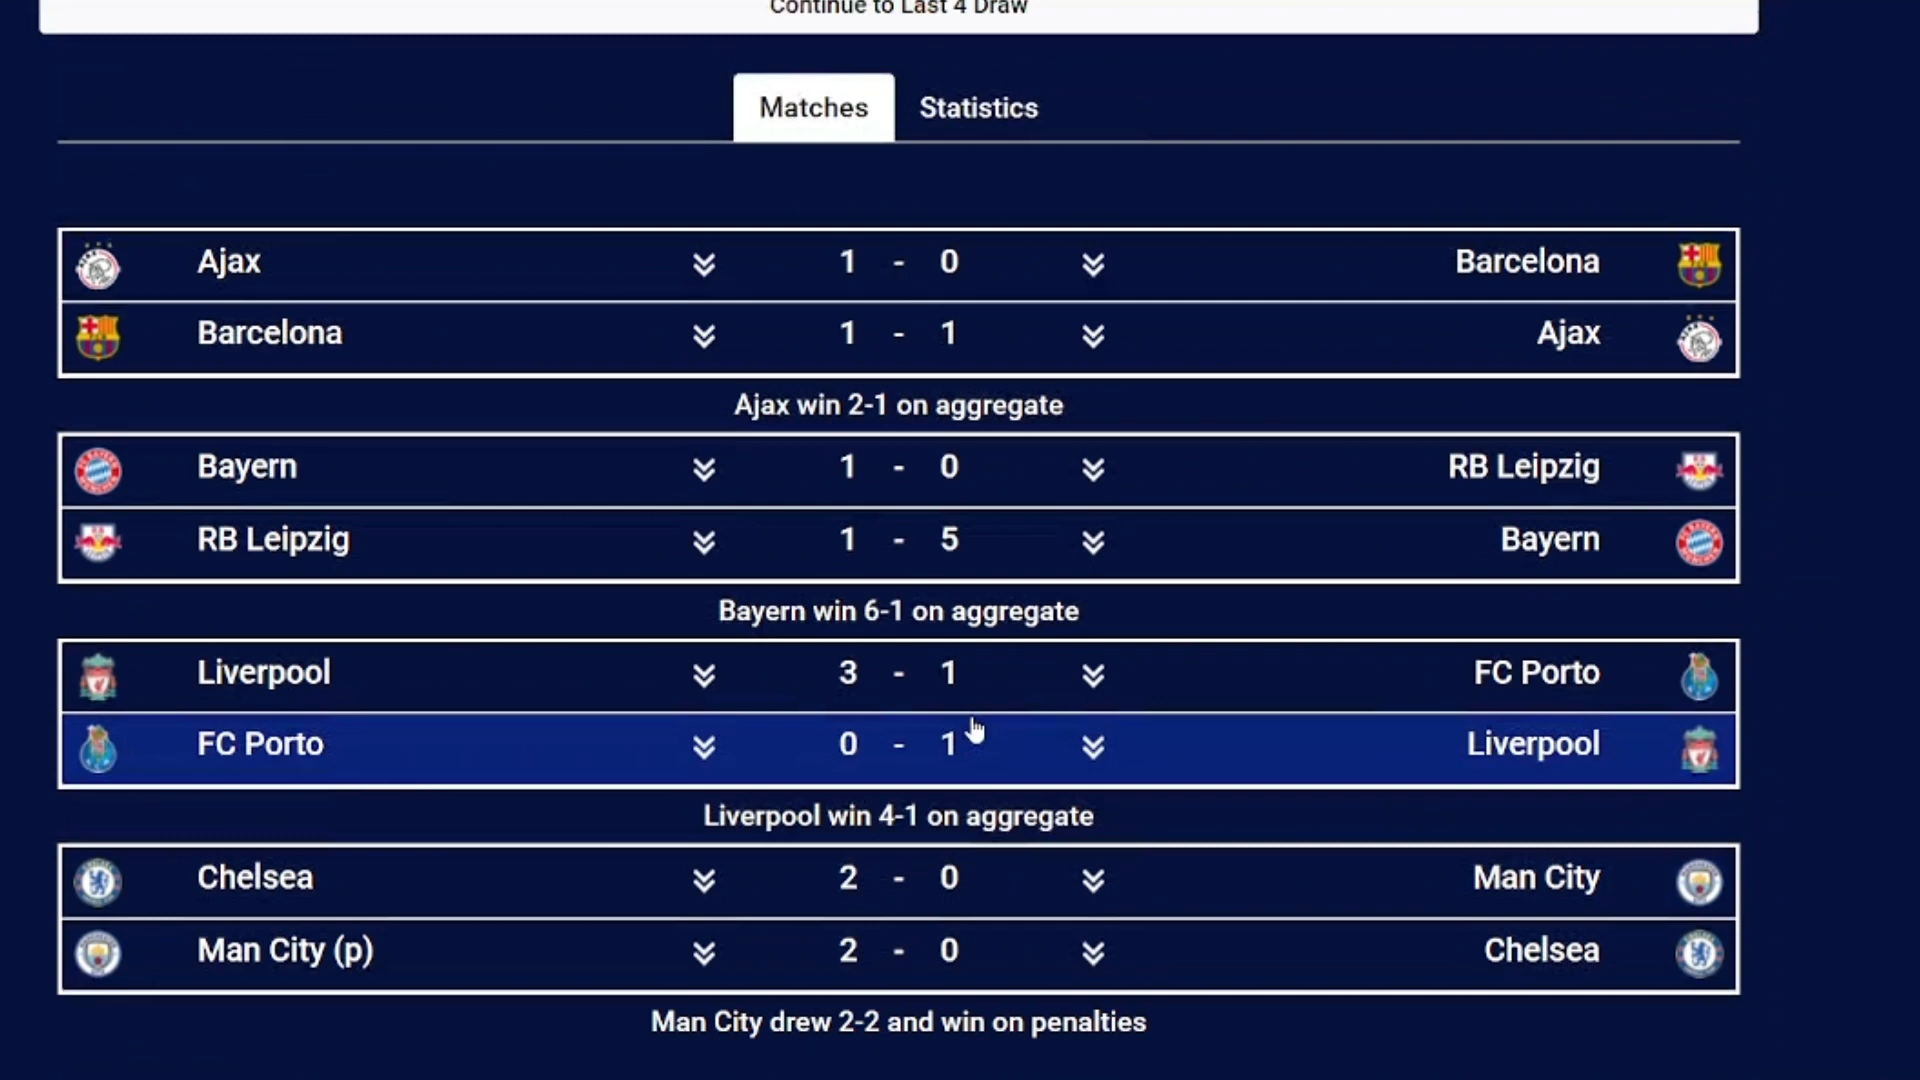 Continue to Last 4 Draw
Matches Statistics
Ajax 1 - 0 Barcelona
Barcelona 1 - 1 Ajax
Ajax win 2-1 on aggregate
Bayern 1 - 0 RB Leipzig
RB Leipzig 1 - 5 Bayern
Bayern win 6-1 on aggregate
Liverpool 3 - 1 FC Porto
FC Porto 0 - 1 Liverpool
Liverpool win 4-1 on aggregate
Chelsea 2 - 0 Man City
Man City (p) 2 - 0 Chelsea
Man City drew 2-2 and win on penalties